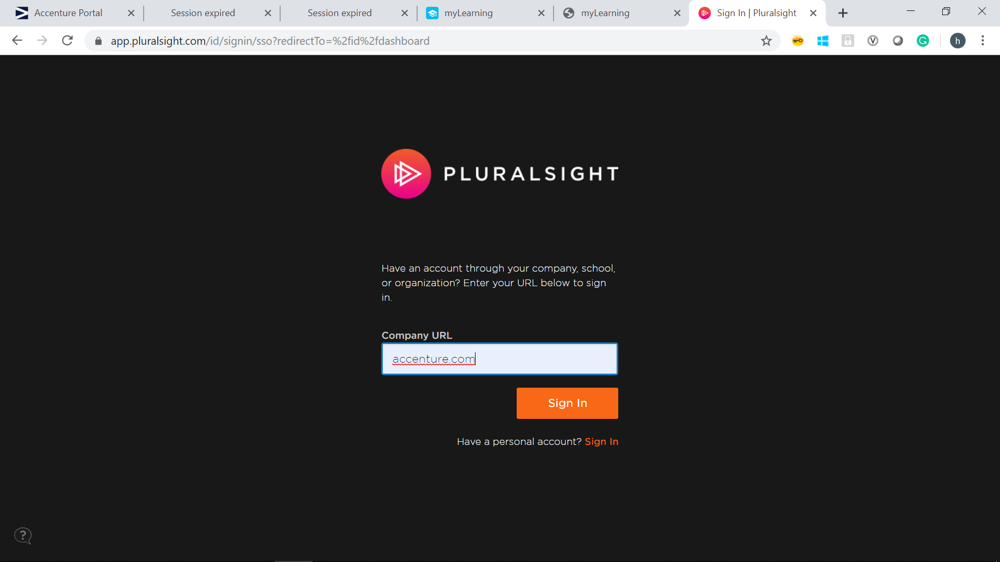 Accenture Portal
Session expired
Session expired
myLearning
myLearning
Sign In | Pluralsight
app.pluralsight.com/id/signin/sso?redirectTo=%2fid%2fdashboard
h
PLURALSIGHT
Have an account through your company, school,
or organization? Enter your URL below to sign
in.
Company URL
accenture.com
Sign In
Have a personal account? Sign In
?